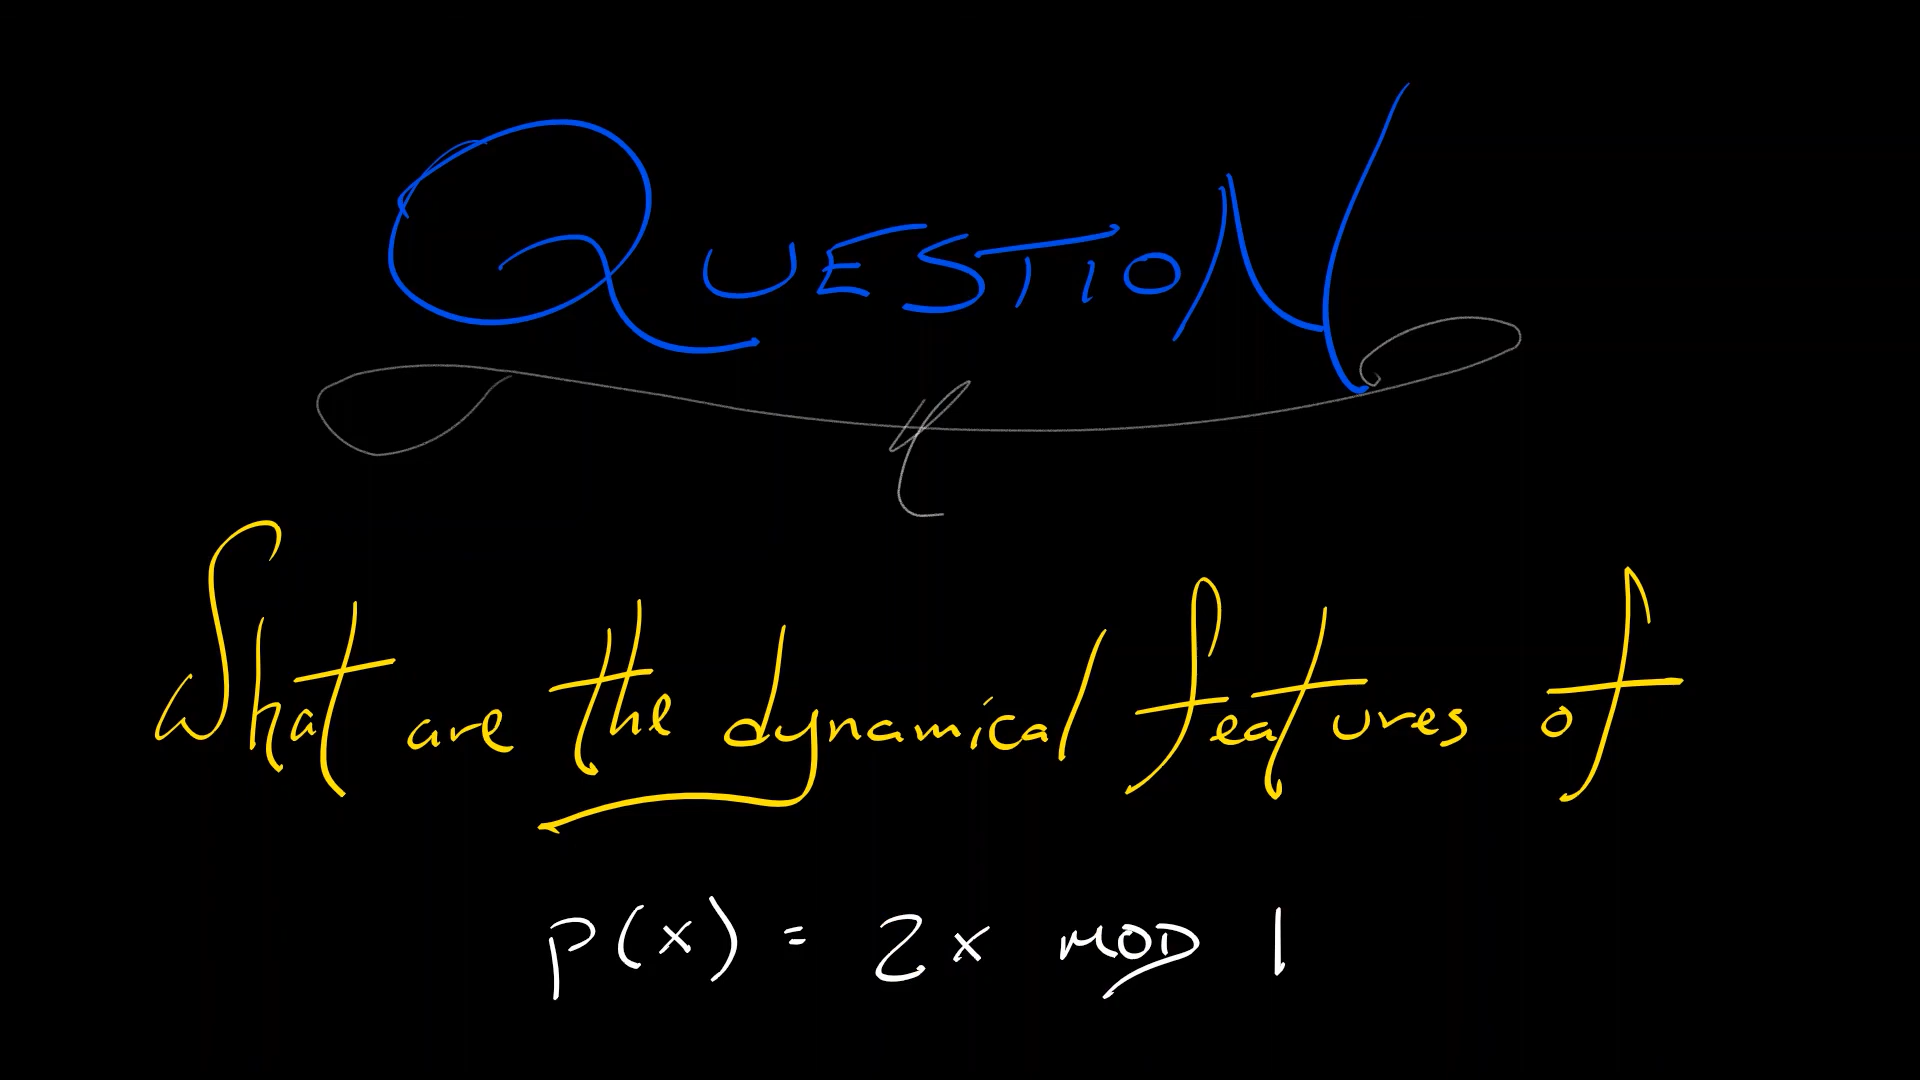 QUESTION
What are the dynamical features of
p(x) = 2x MOD 1